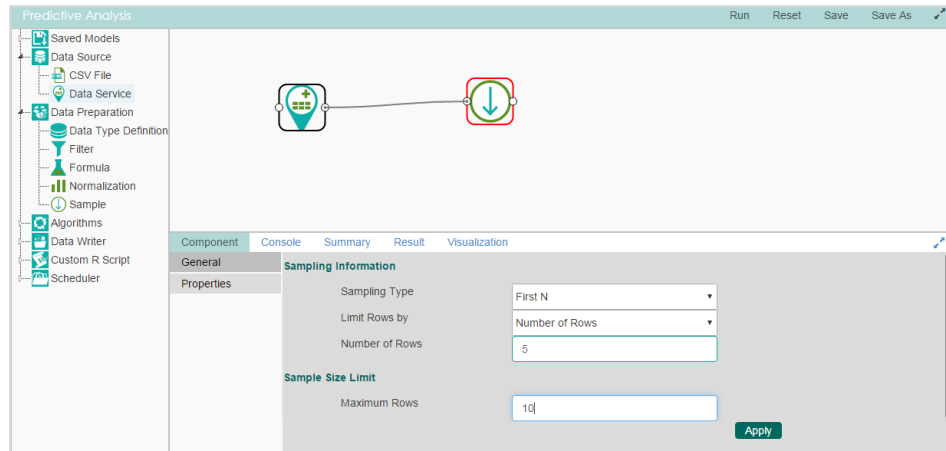 Predictive Analysis
Run Reset Save Save As
Saved Models
Data Source
CSV File
Data Service
Data Preparation
Data Type Definition
Filter
Formula
Normalization
Sample
Algorithms
Data Writer
Custom R Script
Scheduler
Component Console Summary Result Visualization
General
Properties
Sampling Information
Sampling Type First N
Limit Rows by Number of Rows
Number of Rows 5
Sample Size Limit
Maximum Rows 10
Apply